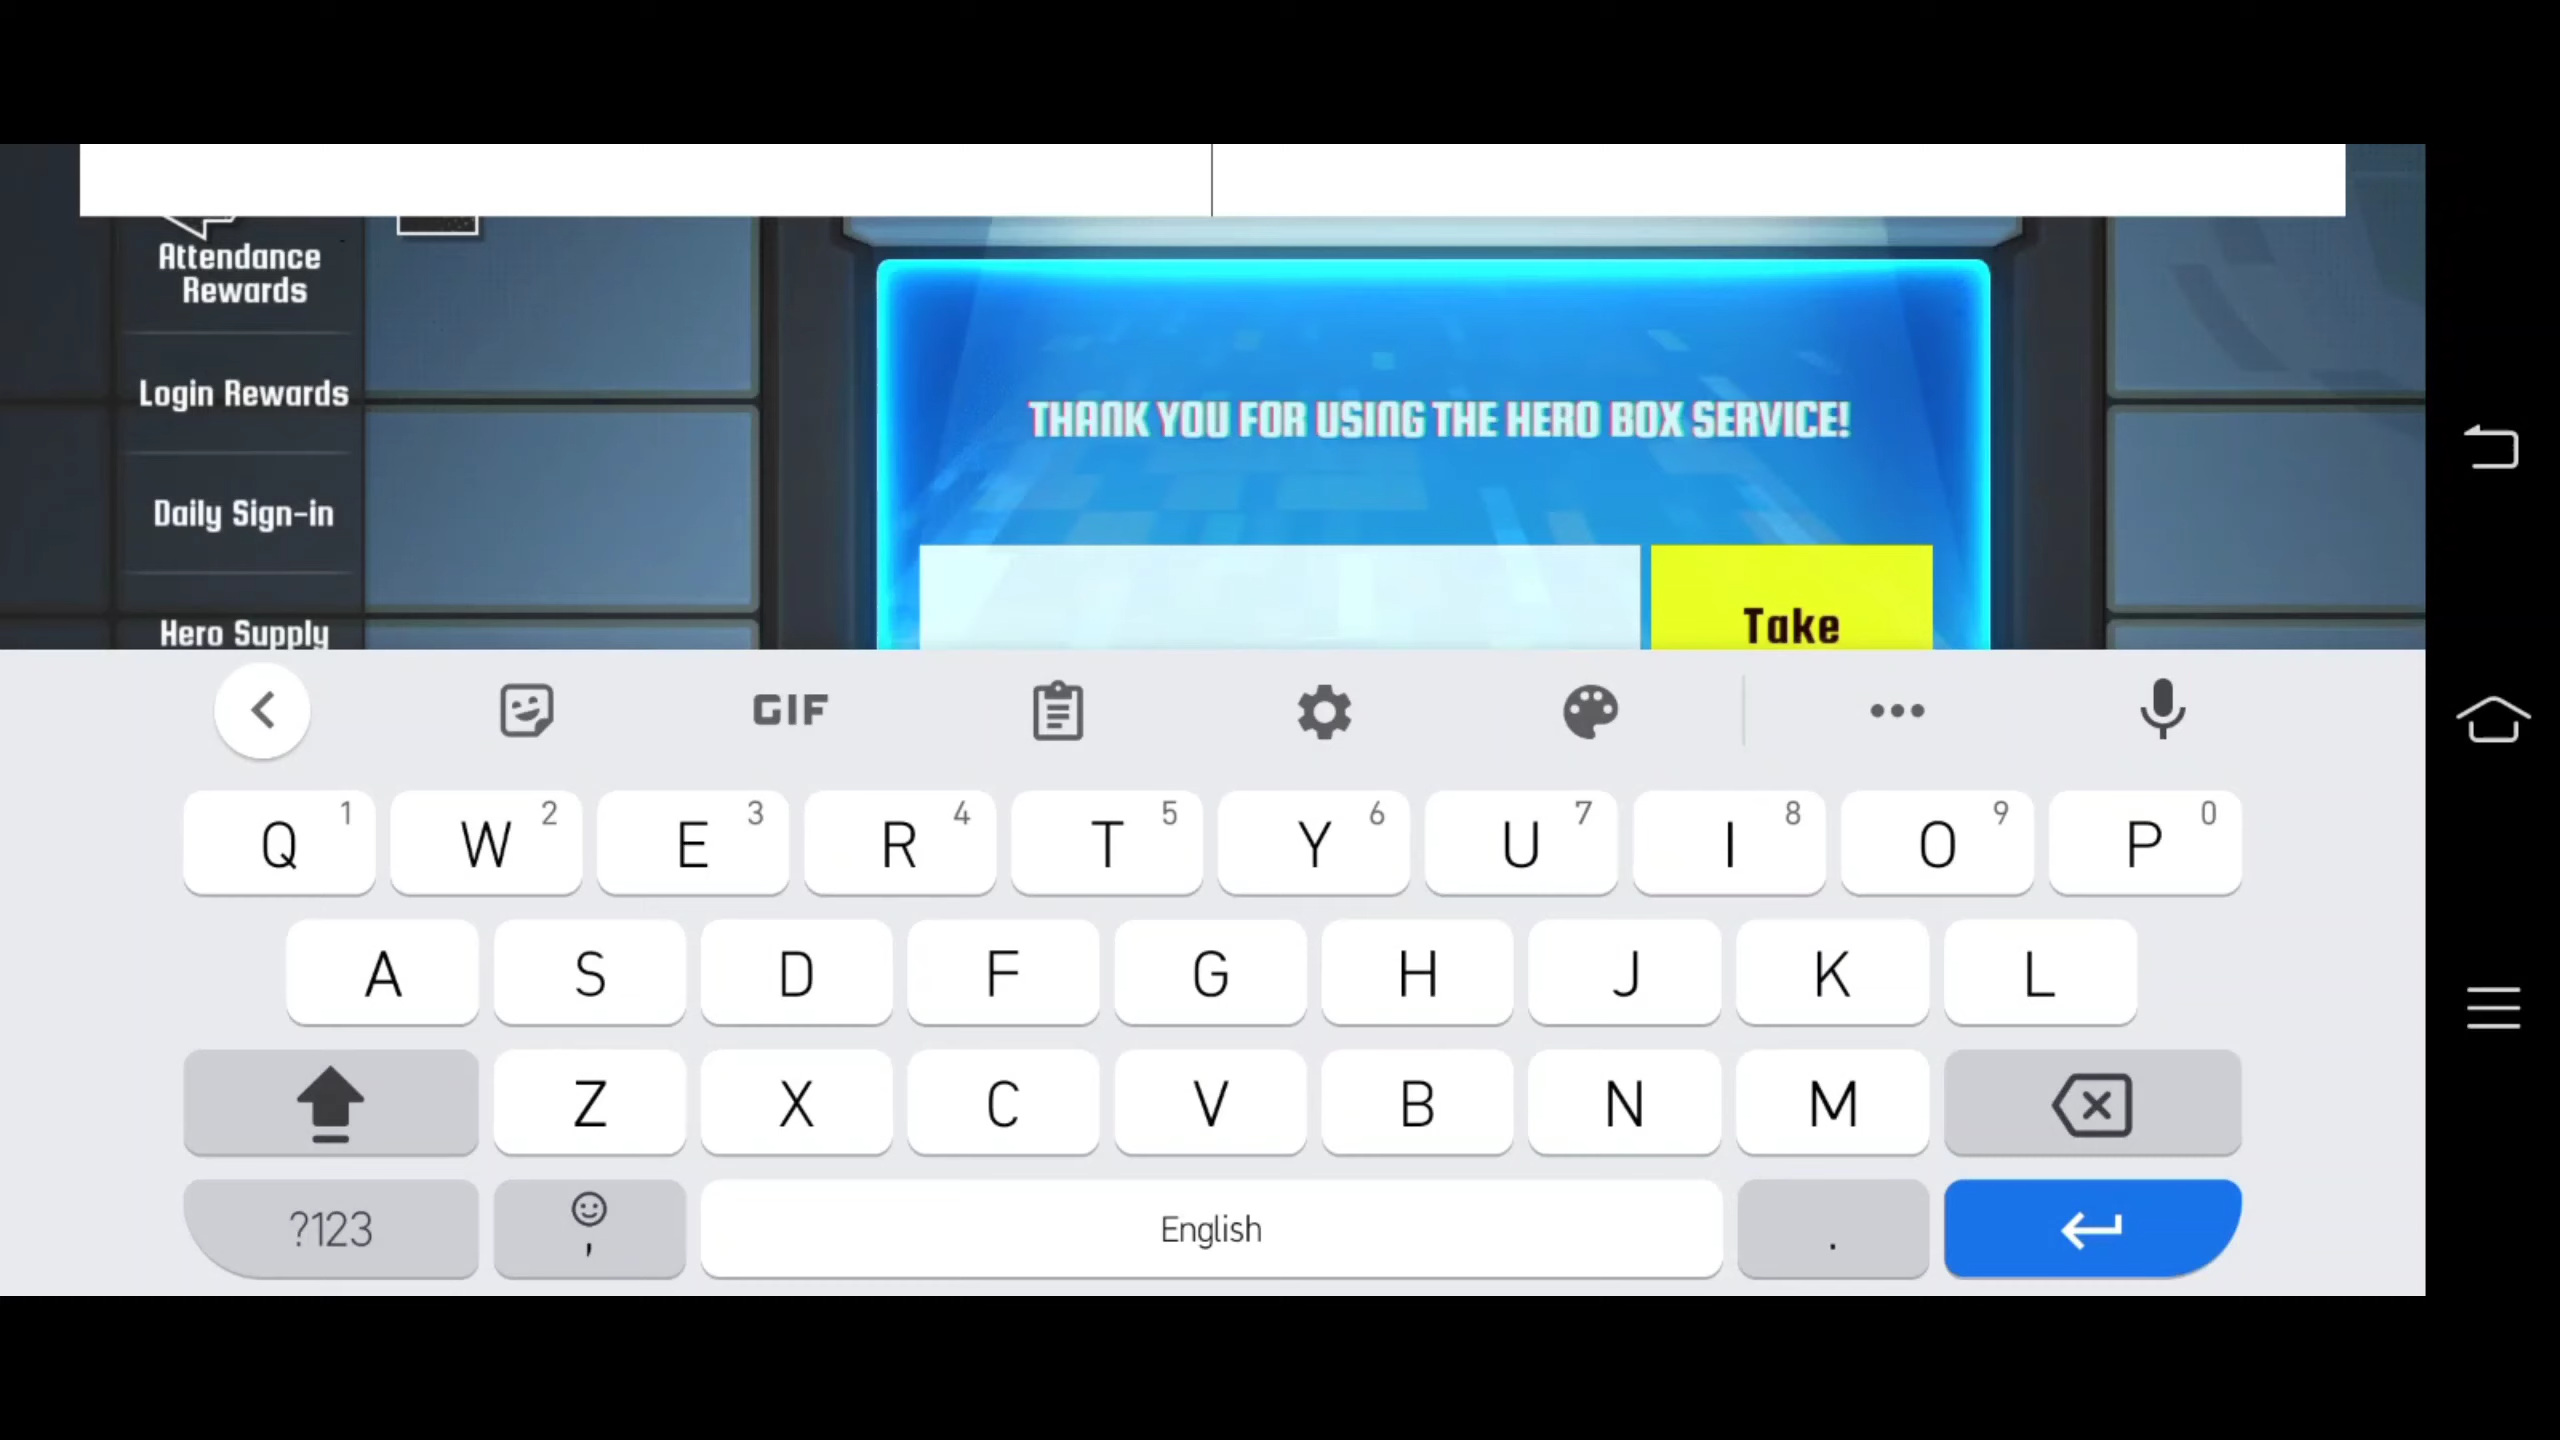 Attendance
Rewards
Login Rewards
Daily Sign-in
Hero Supply
THANK YOU FOR USING THE HERO BOX SERVICE!
Take
GIF
Q 1 W 2 E 3 R 4 T 5 Y 6 U 7 I 8 O 9 P 0
A S D F G H J K L
Z X C V B N M
?123 , English .